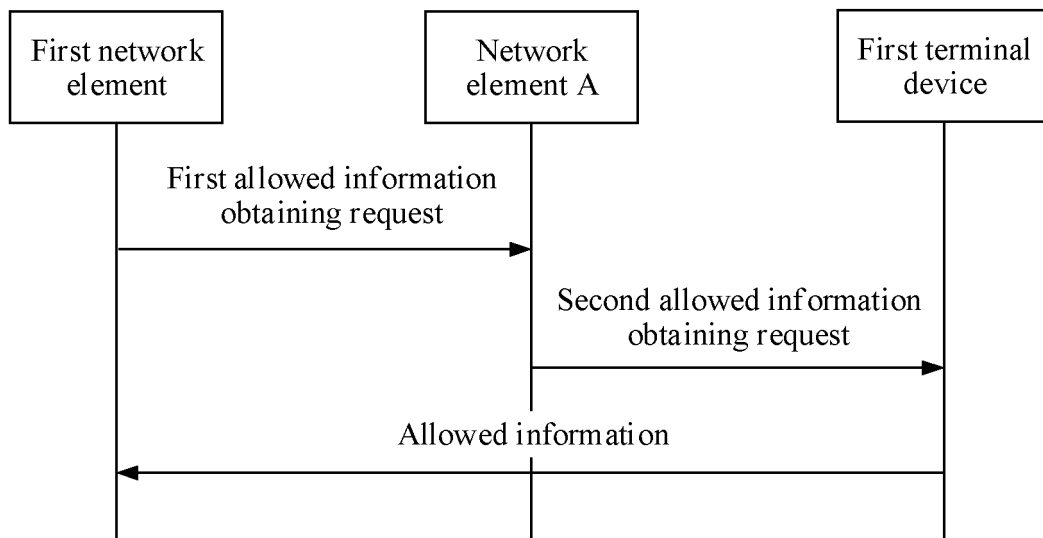 First network
element
Network
element A
First terminal
device
First allowed information
obtaining request
Second allowed information
obtaining request
Allowed information